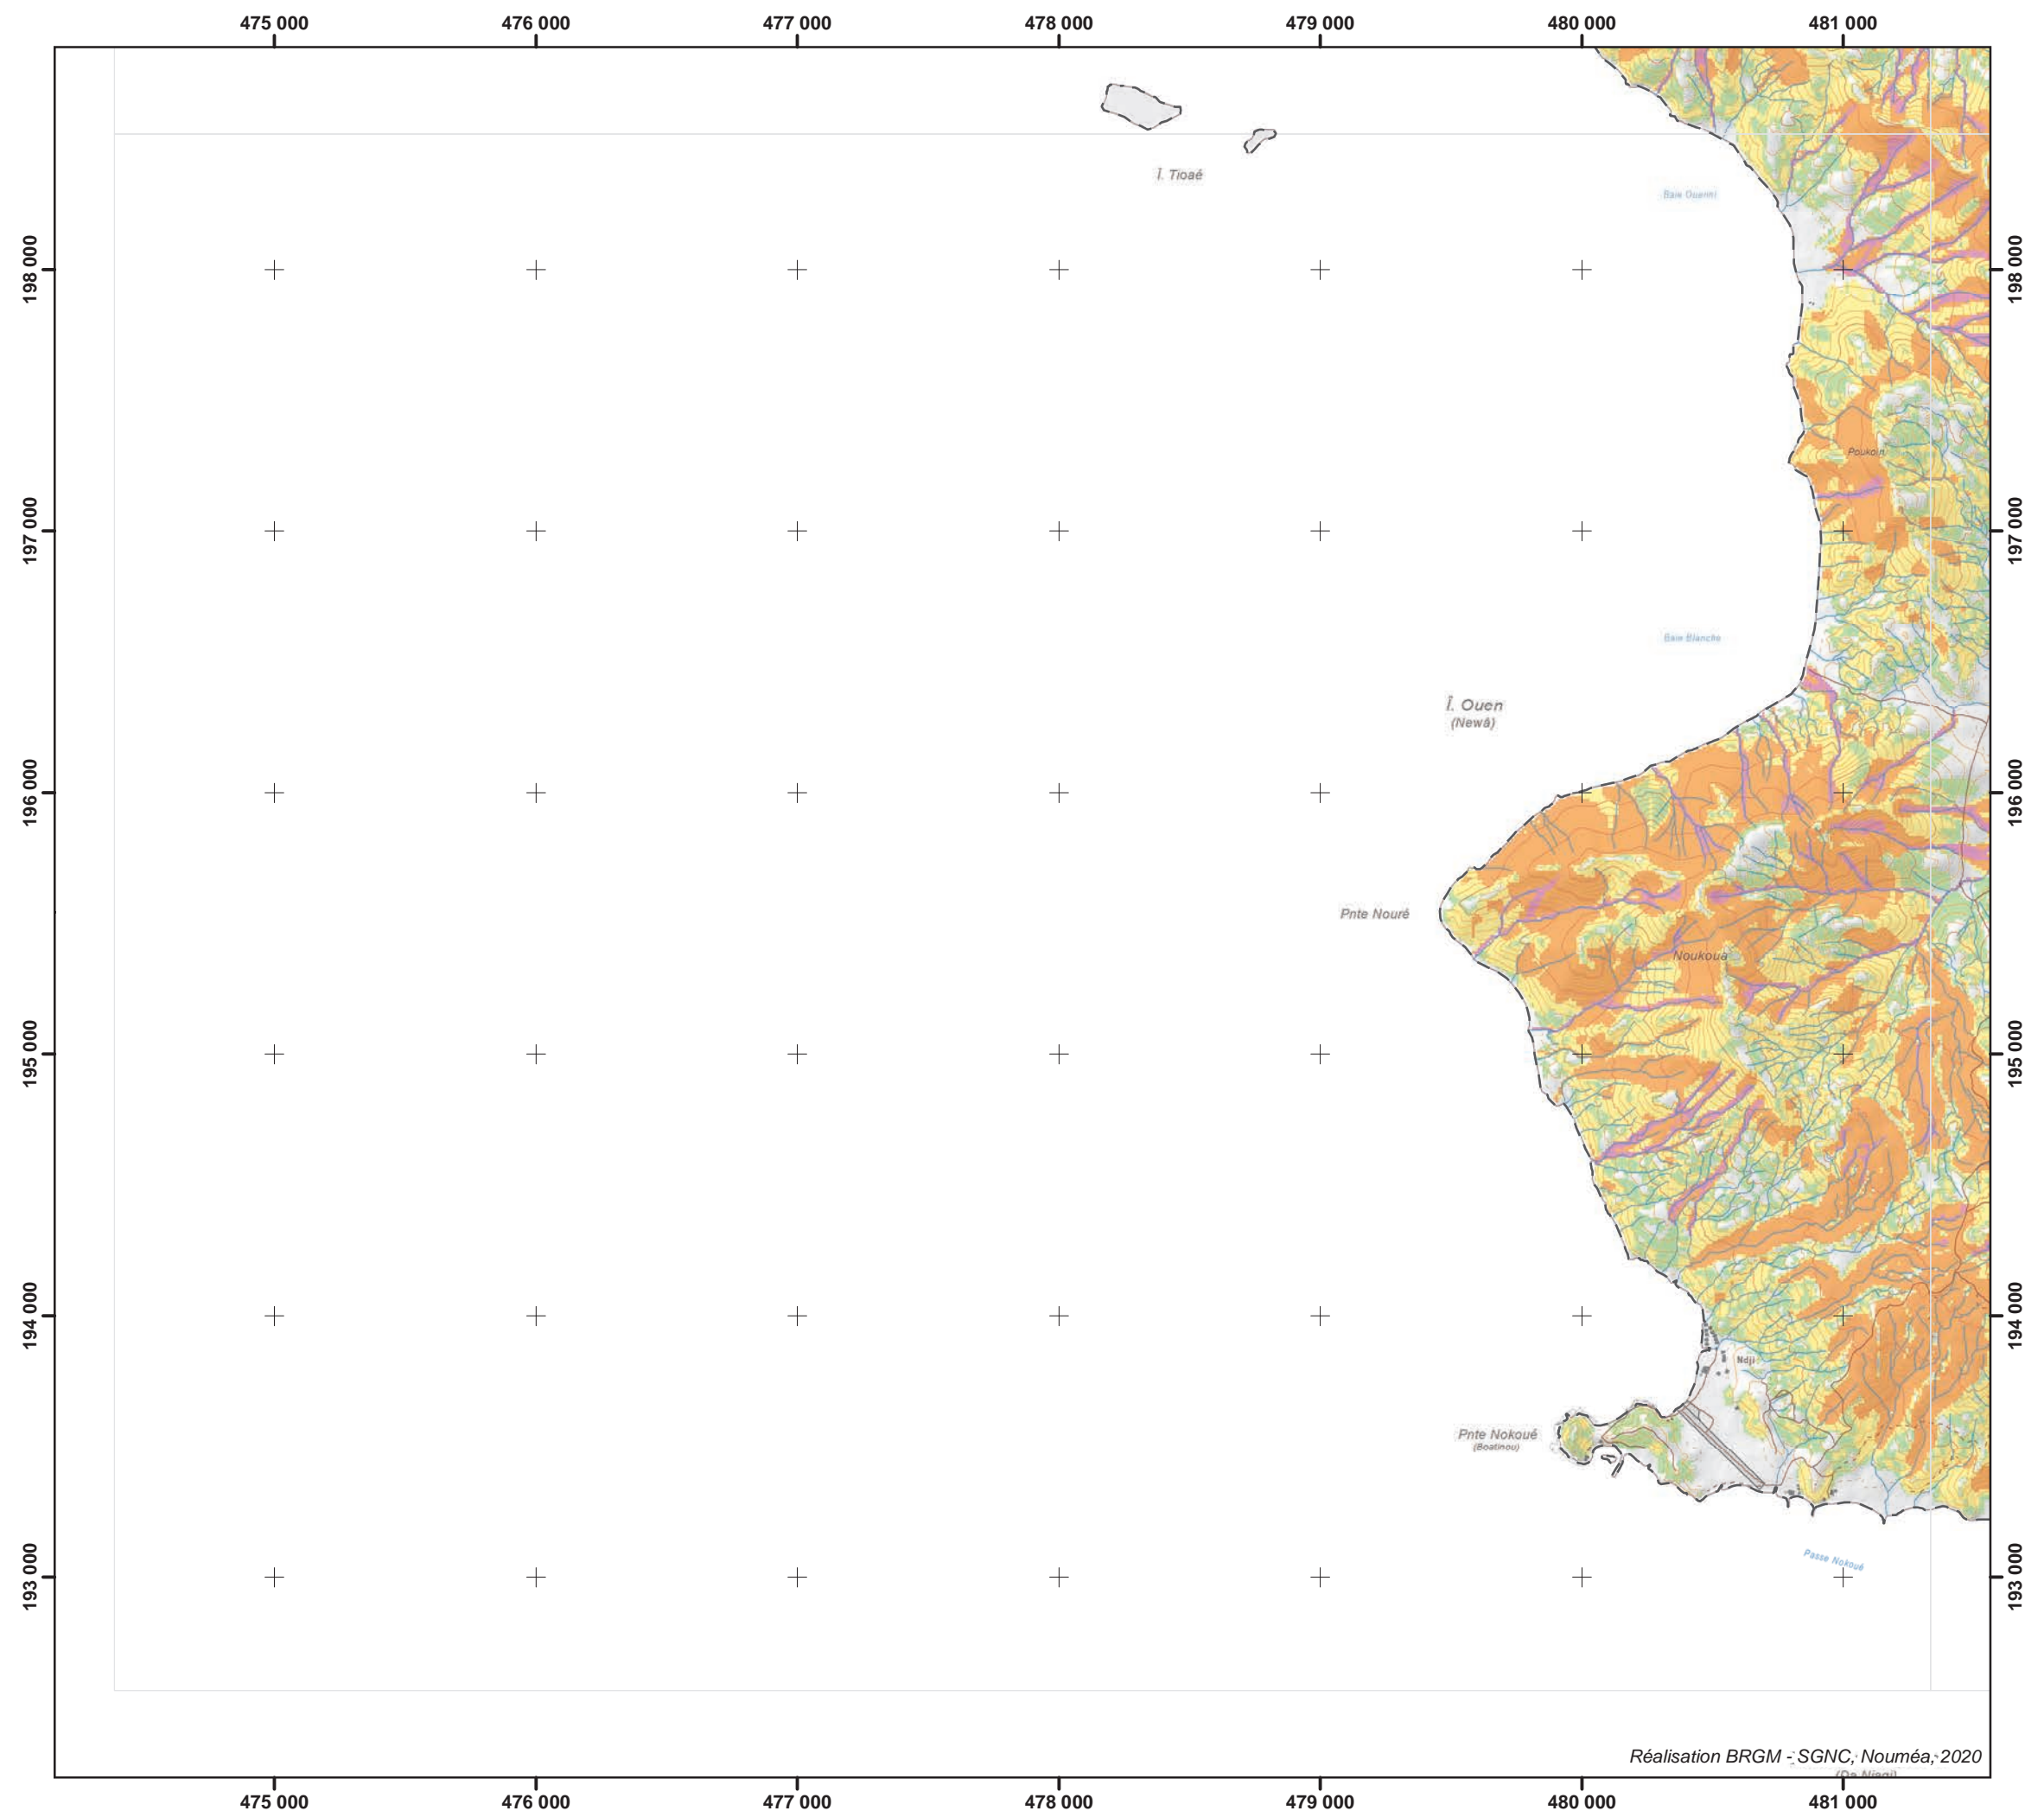 475 000 476 000 477 000 478 000 479 000 480 000 481 000
Î. Tioaé
Baie Ouenni
198 000 198 000
Poukoin
197 000 197 000
Baie Blanche
Î. Ouen
(Newâ)
196 000 196 000
Pnte Nouré
Noukoua
195 000 195 000
194 000 194 000
Ndji
Pnte Nokoué
(Boatinou)
Passe Nokoué
193 000 193 000
Réalisation BRGM - SGNC, Nouméa, 2020
475 000 476 000 477 000 478 000 479 000 480 000 481 000